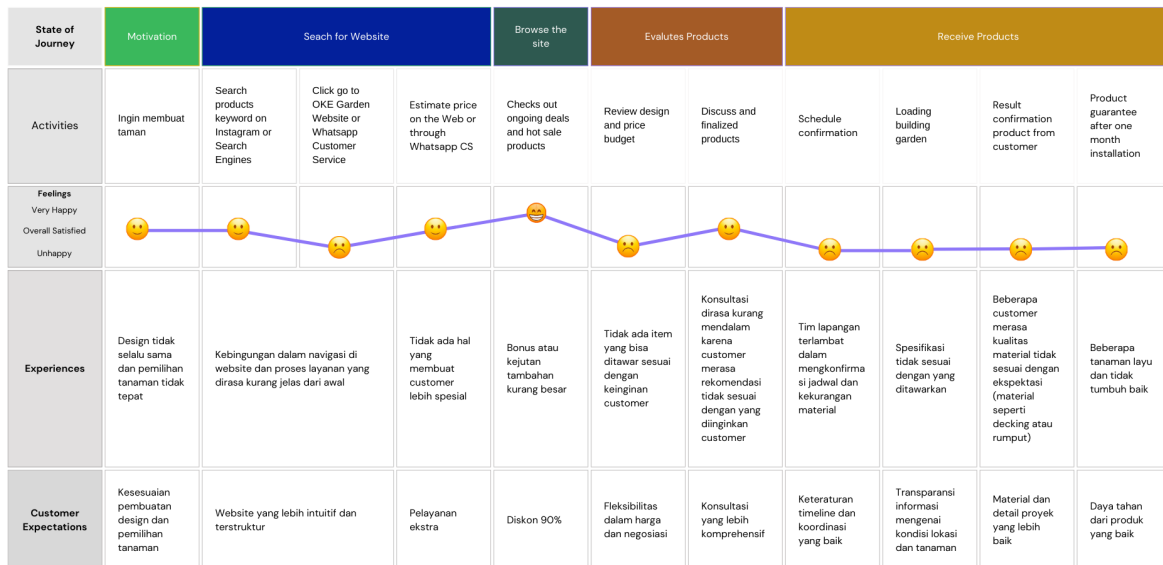 State of
Journey
Motivation
Seach for Website
Browse the
site
Evalutes Products
Receive Products
Activities
Ingin membuat
taman
Search
products
keyword on
Instagram or
Search
Engines
Click go to
OKE Garden
Website or
Whatsapp
Customer
Service
Estimate price
on the Web or
through
Whatsapp CS
Checks out
ongoing deals
and hot sale
products
Review design
and price
budget
Discuss and
finalized
products
Schedule
confirmation
Loading
building
garden
Result
confirmation
product from
customer
Product
guarantee
after one
month
installation
Feelings
Very Happy
Overall Satisfied
Unhappy
Experiences
Design tidak
selalu sama
dan pemilihan
tanaman tidak
tepat
Kebingungan dalam navigasi di
website dan proses layanan yang
dirasa kurang jelas dari awal
Tidak ada hal
yang
membuat
customer
lebih spesial
Bonus atau
kejutan
tambahan
kurang besar
Tidak ada item
yang bisa
ditawar sesuai
dengan
keinginan
customer
Konsultasi
dirasa kurang
mendalam
karena
customer
merasa
rekomendasi
tidak sesuai
dengan yang
diinginkan
customer
Tim lapangan
terlambat
dalam
mengkonfirma
si jadwal dan
kekurangan
material
Spesifikasi
tidak sesuai
dengan yang
ditawarkan
Beberapa
customer
merasa
kualitas
material tidak
sesuai dengan
ekspektasi
(material
seperti
decking atau
rumput)
Beberapa
tanaman layu
dan tidak
tumbuh baik
Customer
Expectations
Kesesuaian
pembuatan
design dan
pemilihan
tanaman
Website yang lebih intuitif dan
terstruktur
Pelayanan
ekstra
Diskon 90%
Fleksibilitas
dalam harga
dan negosiasi
Konsultasi
yang lebih
komprehensif
Keteraturan
timeline dan
koordinasi
yang baik
Transparansi
informasi
mengenai
kondisi lokasi
dan tanaman
Material dan
detail proyek
yang lebih
baik
Daya tahan
dari produk
yang baik